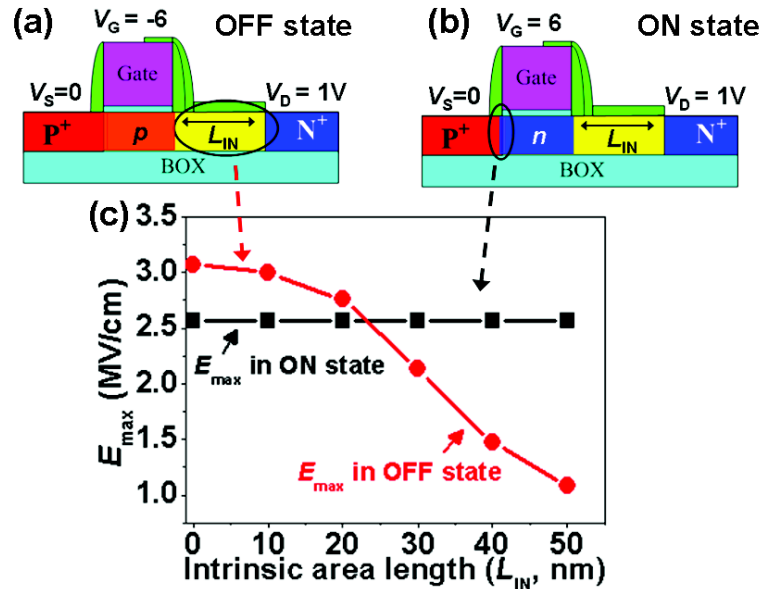 (a)
OFF state
V_G = -6
V_S=0
Gate
V_D = 1V
P+
p
L_IN
N+
BOX
(b)
ON state
V_G = 6
V_S=0
Gate
V_D = 1V
P+
n
L_IN
N+
BOX
(c)
E_max (MV/cm)
3.5
3.0
2.5
2.0
1.5
1.0
E_max in ON state
E_max in OFF state
0 10 20 30 40 50
Intrinsic area length (L_IN, nm)